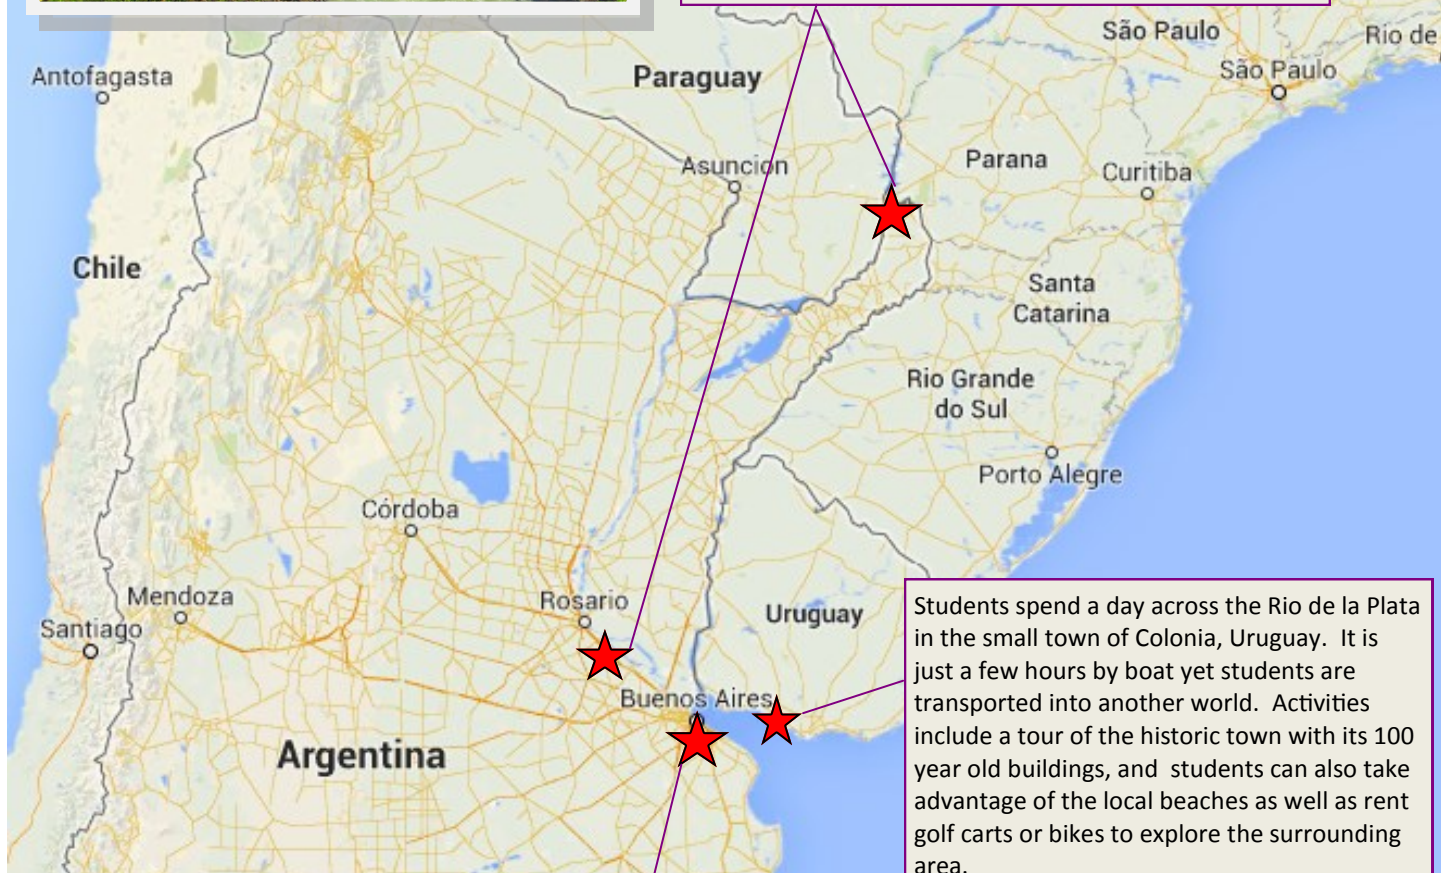 São Paulo
Rio de
Antofagasta
Paraguay
São Paulo
Asuncion
Parana
Curitiba
Chile
Santa
Catarina
Rio Grande
do Sul
Porto Alegre
Córdoba
Mendoza
Rosario
Santiago
Uruguay
Buenos Aires
Argentina
Students spend a day across the Rio de la Plata
in the small town of Colonia, Uruguay.  It is
just a few hours by boat yet students are
transported into another world.  Activities
include a tour of the historic town with its 100
year old buildings, and  students can also take
advantage of the local beaches as well as rent
golf carts or bikes to explore the surrounding
area.